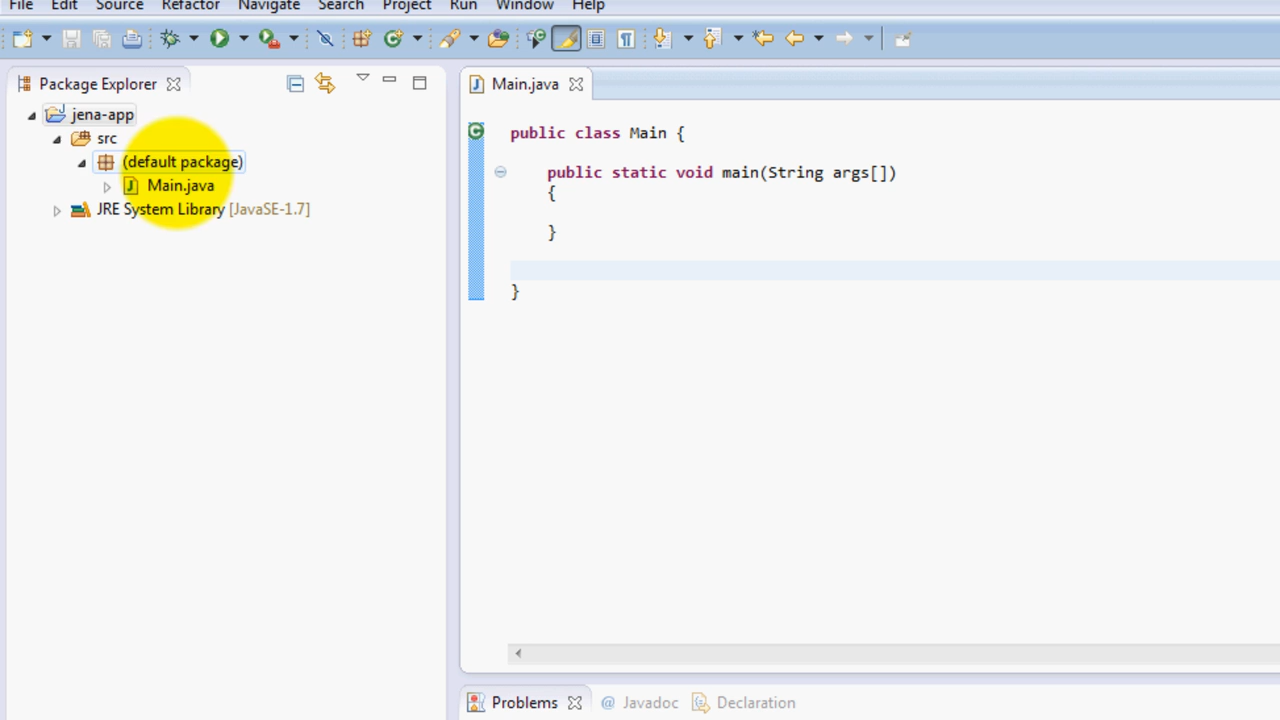 File Edit Source Refactor Navigate Search Project Run Window Help
Package Explorer
jena-app
src
(default package)
Main.java
JRE System Library [JavaSE-1.7]
Main.java
public class Main {
public static void main(String args[])
{
}
}
Problems @ Javadoc Declaration